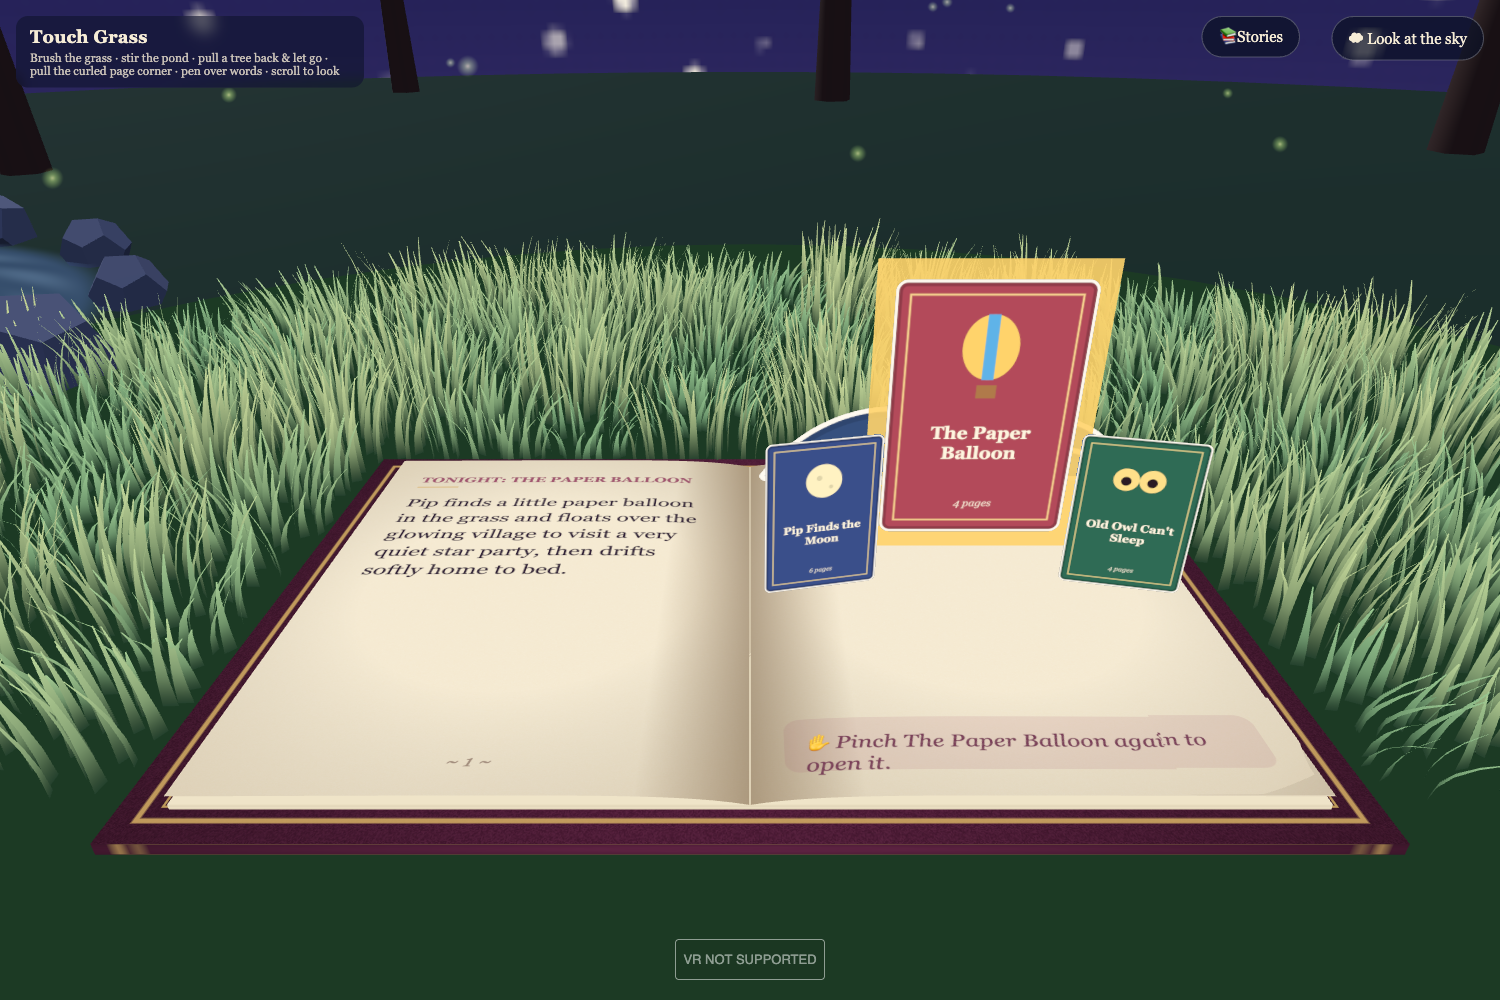 Touch Grass
Brush the grass · stir the pond · pull a tree back & let go ·
pull the curled page corner · pen over words · scroll to look
Stories
Look at the sky
TONIGHT: THE PAPER BALLOON
Pip finds a little paper balloon
in the grass and floats over the
glowing village to visit a very
quiet star party, then drifts
softly home to bed.
~ 1 ~
Pip Finds the
Moon
6 pages
The Paper
Balloon
4 pages
Old Owl Can't
Sleep
4 pages
Pinch The Paper Balloon again to
open it.
VR NOT SUPPORTED